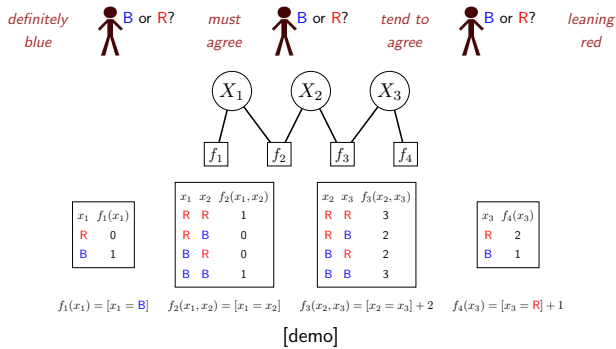 definitely blue
B or R?
must agree
B or R?
tend to agree
B or R?
leaning red
X₁ X₂ X₃
f₁ f₂ f₃ f₄
x₁ f₁(x₁)
R 0
B 1
f₁(x₁) = [x₁ = B]
x₁ x₂ f₂(x₁, x₂)
R R 1
R B 0
B R 0
B B 1
f₂(x₁, x₂) = [x₁ = x₂]
x₂ x₃ f₃(x₂, x₃)
R R 3
R B 2
B R 2
B B 3
f₃(x₂, x₃) = [x₂ = x₃] + 2
x₃ f₄(x₃)
R 2
B 1
f₄(x₃) = [x₃ = R] + 1
[demo]